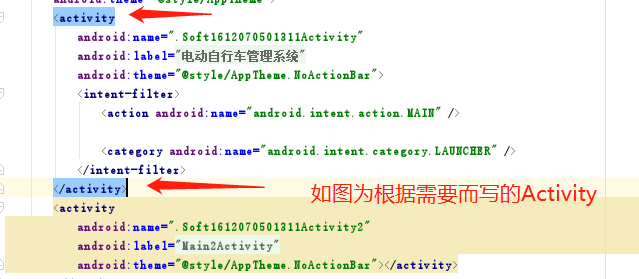 android:theme="@style/AppTheme">
<activity
android:name=".Soft1612070501311Activity"
android:label="电动自行车管理系统"
android:theme="@style/AppTheme.NoActionBar">
<intent-filter>
<action android:name="android.intent.action.MAIN" />
<category android:name="android.intent.category.LAUNCHER" />
</intent-filter>
</activity>
如图为根据需要而写的Activity
<activity
android:name=".Soft1612070501311Activity2"
android:label="Main2Activity"
android:theme="@style/AppTheme.NoActionBar"></activity>